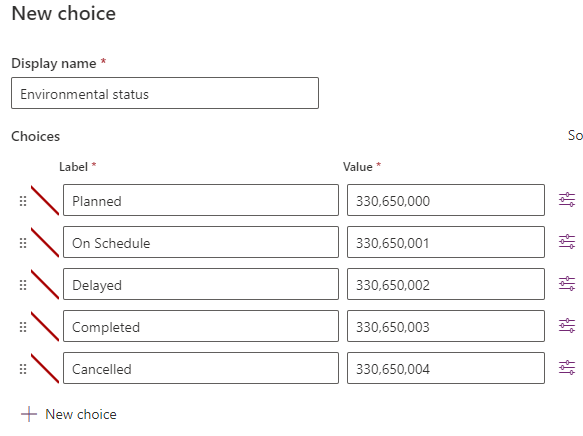 New choice
Display name *
Environmental status
Choices So
Label * Value *
Planned 330,650,000
On Schedule 330,650,001
Delayed 330,650,002
Completed 330,650,003
Cancelled 330,650,004
New choice